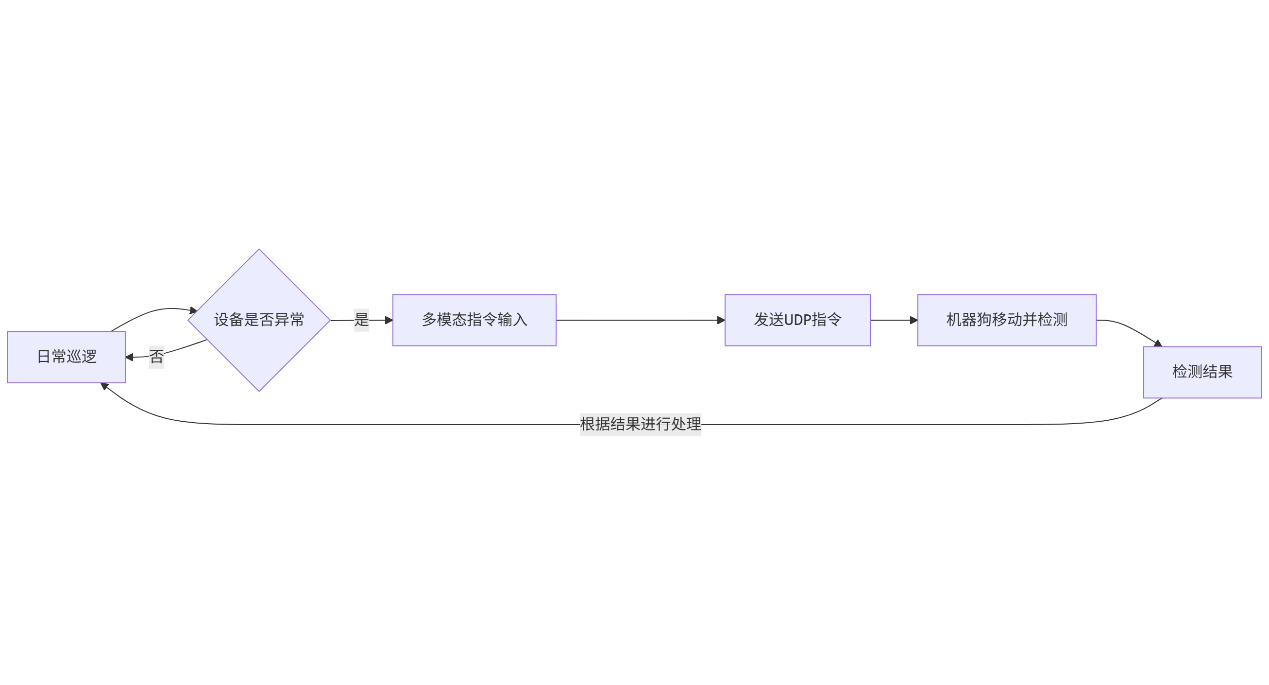 日常巡逻
设备是否异常
是
否
多模态指令输入
发送UDP指令
机器狗移动并检测
检测结果
根据结果进行处理